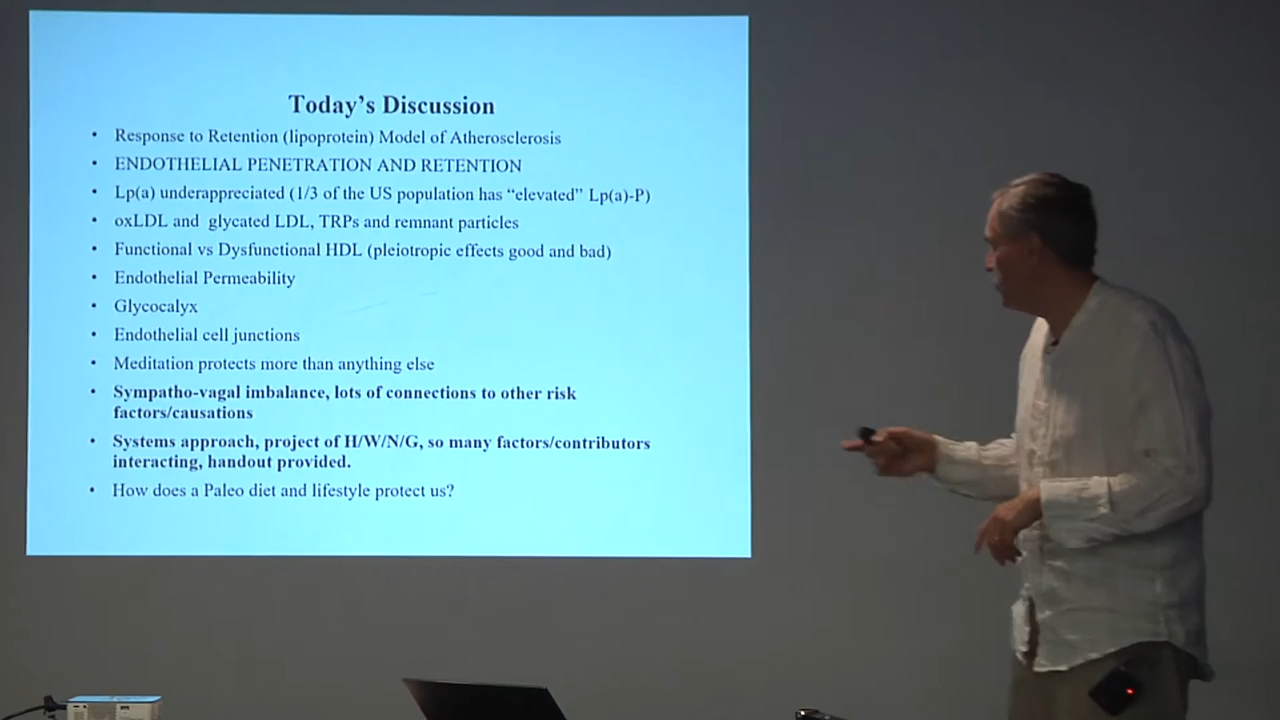 Today's Discussion
• Response to Retention (lipoprotein) Model of Atherosclerosis
• ENDOTHELIAL PENETRATION AND RETENTION
• Lp(a) underappreciated (1/3 of the US population has “elevated” Lp(a)-P)
• oxLDL and glycated LDL, TRPs and remnant particles
• Functional vs Dysfunctional HDL (pleiotropic effects good and bad)
• Endothelial Permeability
• Glycocalyx
• Endothelial cell junctions
• Meditation protects more than anything else
• Sympatho-vagal imbalance, lots of connections to other risk
factors/causations
• Systems approach, project of H/W/N/G, so many factors/contributors
interacting, handout provided.
• How does a Paleo diet and lifestyle protect us?